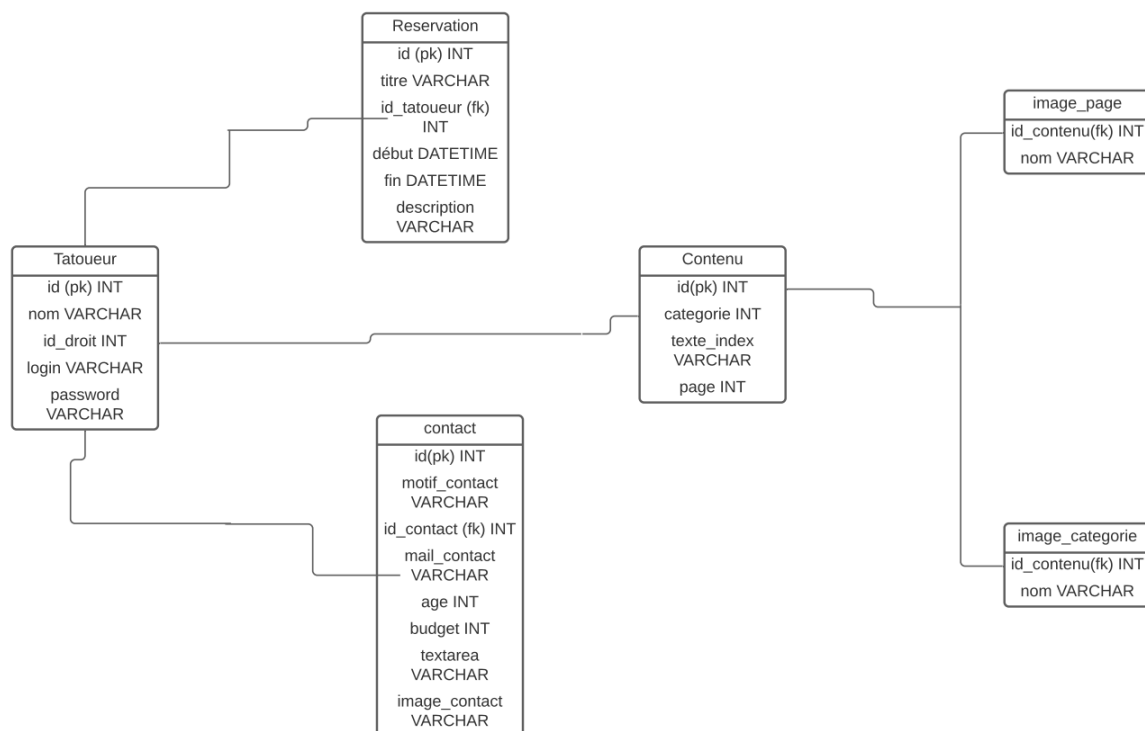 Reservation
id (pk) INT
titre VARCHAR
id_tatoueur (fk)
INT
début DATETIME
fin DATETIME
description
VARCHAR
image_page
id_contenu(fk) INT
nom VARCHAR
Tatoueur
id (pk) INT
nom VARCHAR
id_droit INT
login VARCHAR
password
VARCHAR
Contenu
id(pk) INT
categorie INT
texte_index
VARCHAR
page INT
contact
id(pk) INT
motif_contact
VARCHAR
id_contact (fk) INT
mail_contact
VARCHAR
age INT
budget INT
textarea
VARCHAR
image_contact
VARCHAR
image_categorie
id_contenu(fk) INT
nom VARCHAR